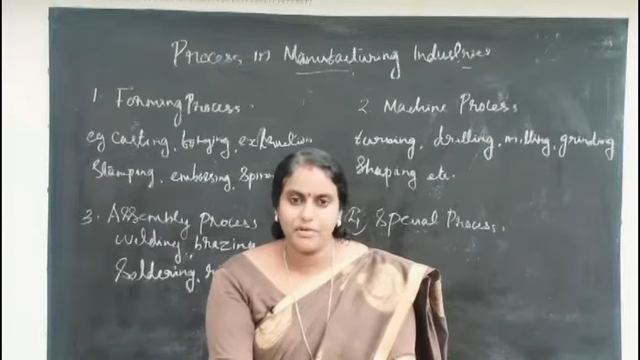 Process in Manufacturing Industries
1. Forming Process.
eg casting, forging, extrusion
Stamping, embossing, Spin
2. Machine Process.
turning, drilling, milling, grinding
Shaping etc.
3. Assembly Process
welding, brazing
Soldering,
4. Special Process.